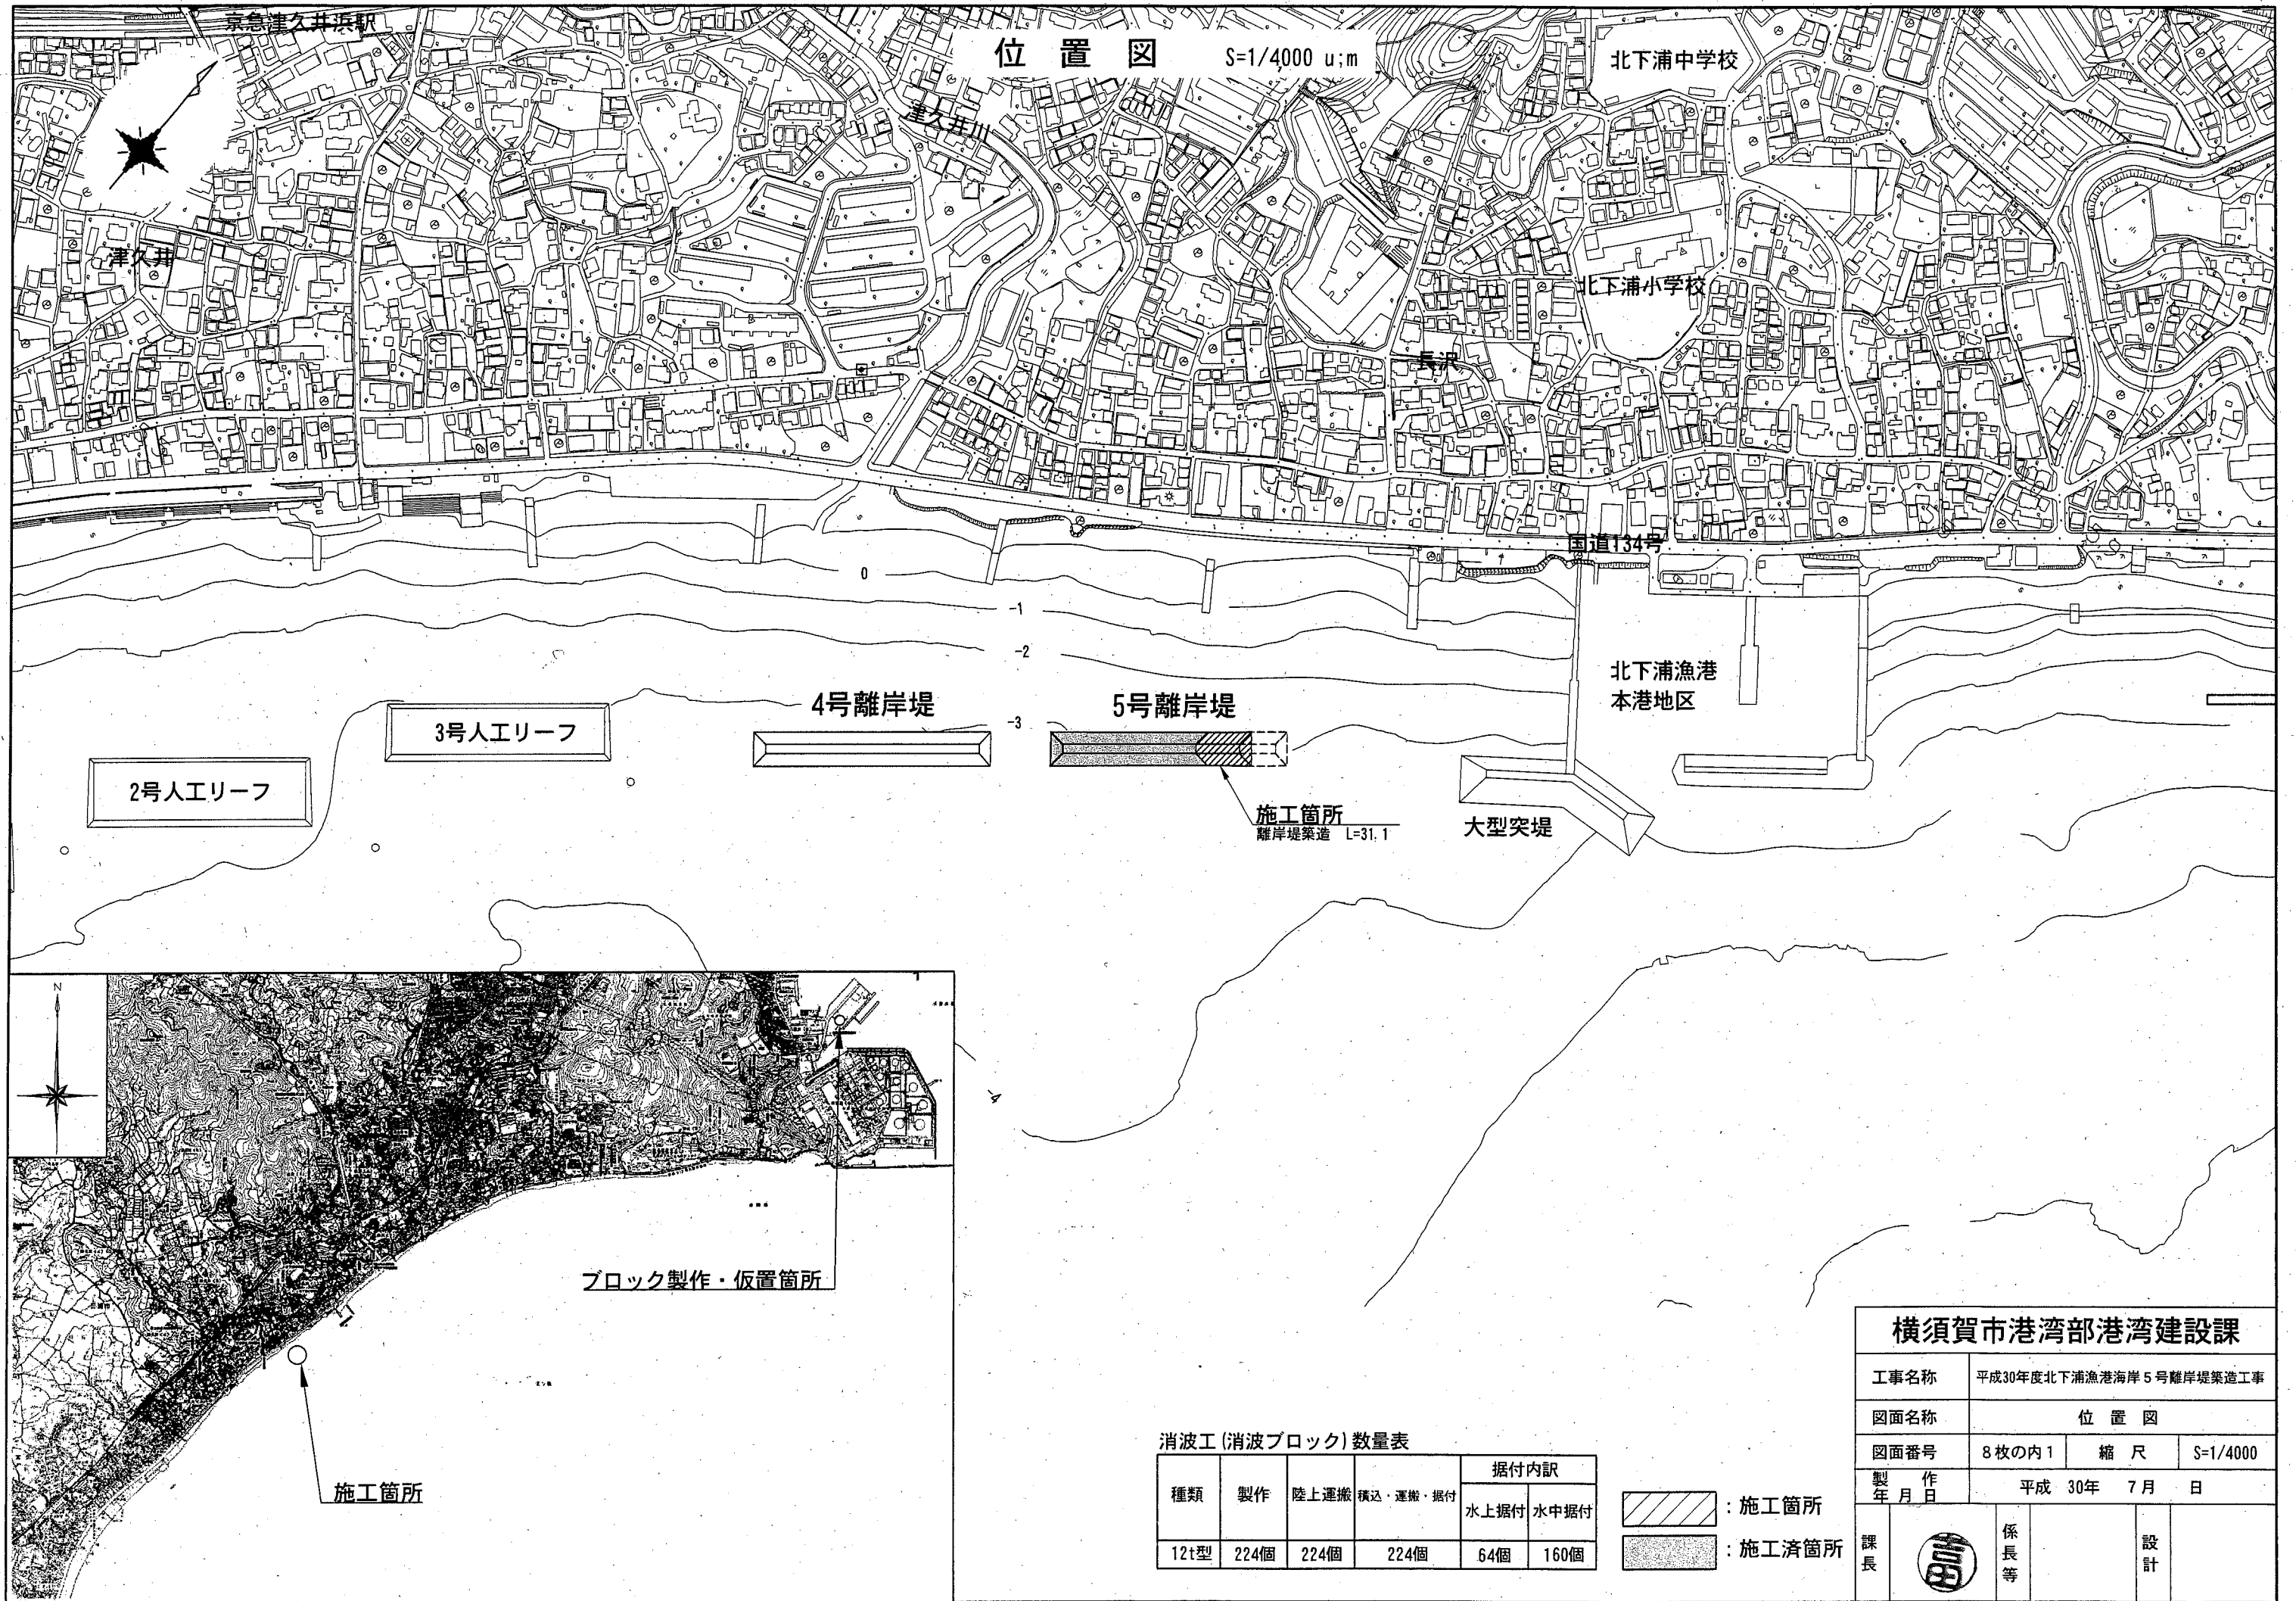 位 置 図 S=1/4000 u;m
京急津久井浜駅
北下浦中学校
津久井川
津久井
北下浦小学校
長沢
国道134号
0
-1
-2
-3
北下浦漁港
本港地区
4号離岸堤
5号離岸堤
3号人工リーフ
2号人工リーフ
施工箇所
離岸堤築造 L=31.1
大型突堤
-4
N
ブロック製作・仮置箇所
施工箇所
消波工(消波ブロック)数量表
種類 製作 陸上運搬 積込・運搬・据付 据付内訳
水上据付 水中据付
12t型 224個 224個 224個 64個 160個
：施工箇所
：施工済箇所
横須賀市港湾部港湾建設課
工事名称 平成30年度北下浦漁港海岸５号離岸堤築造工事
図面名称 位 置 図
図面番号 8枚の内1 縮 尺 S=1/4000
製 作
年 月 日 平成 30年 7月 日
課長 係長等 設計